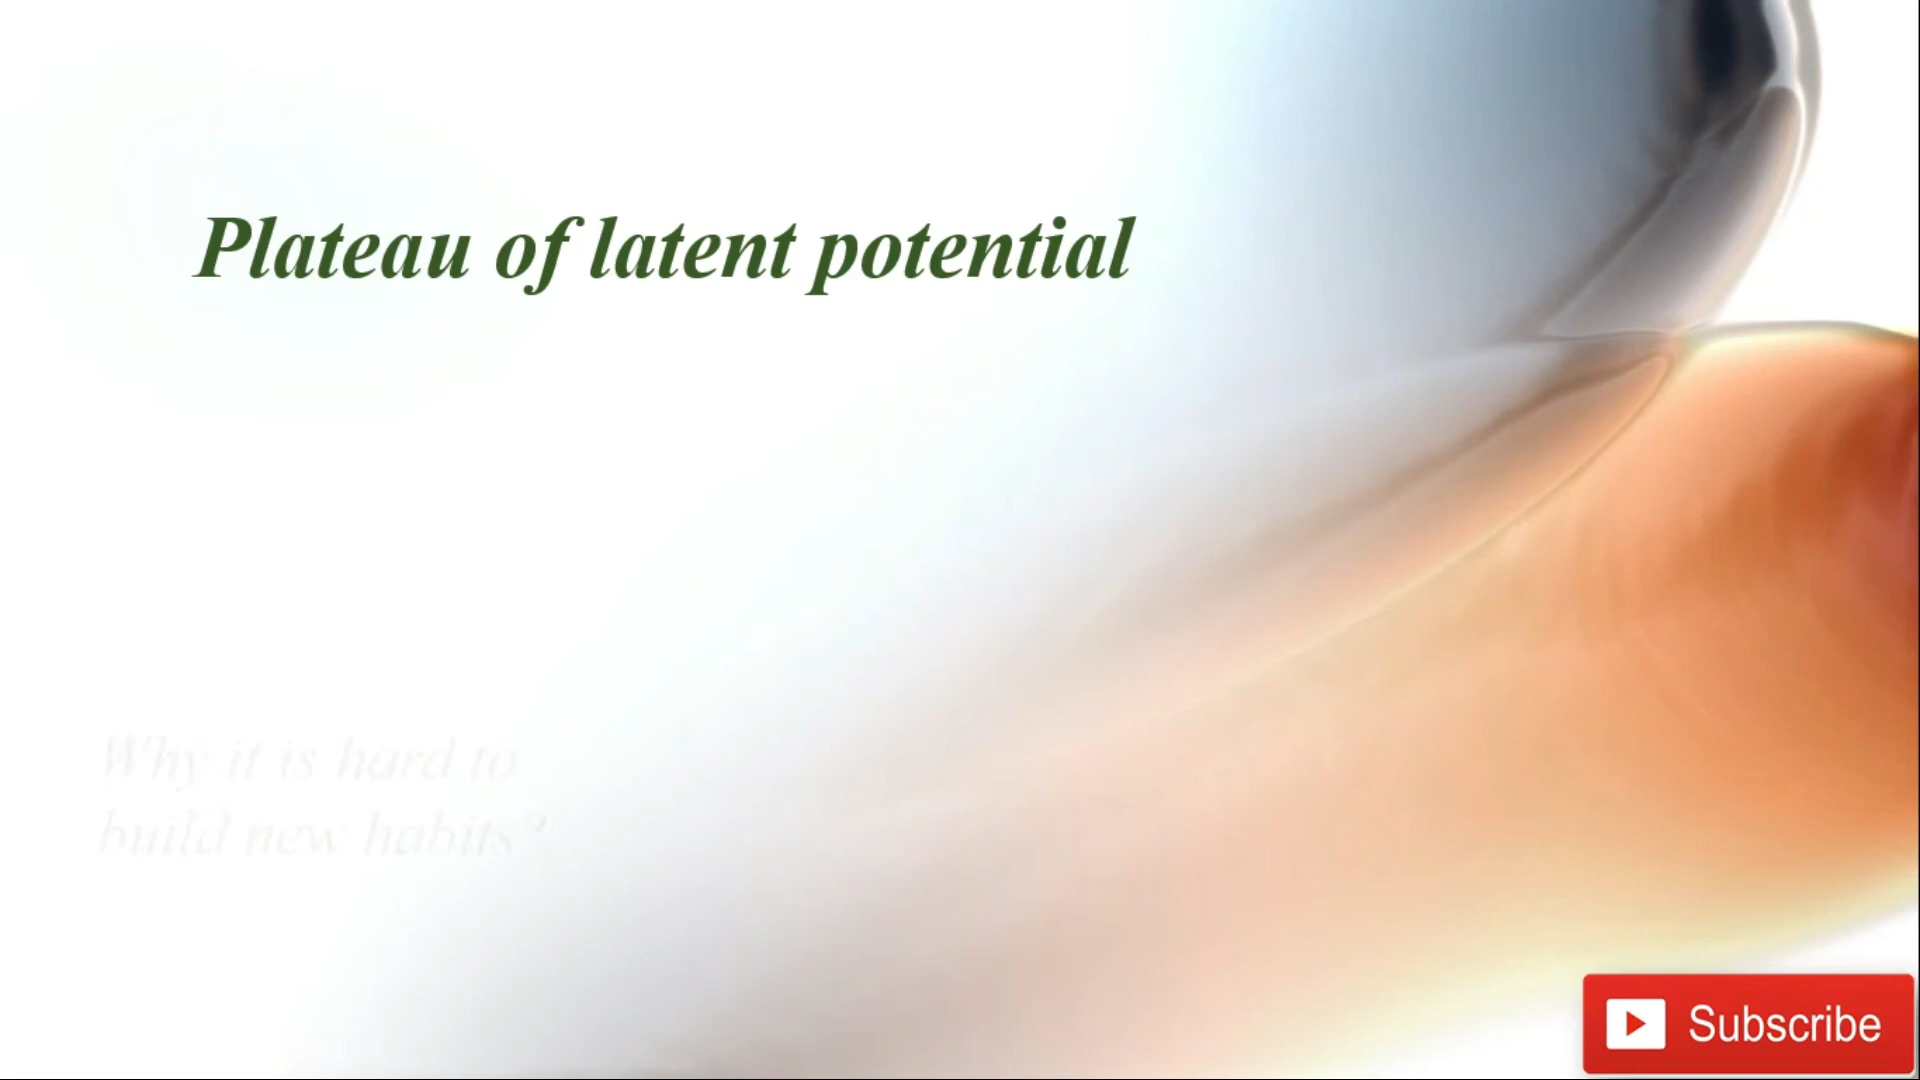 Plateau of latent potential
Why it is hard to
build new habits?
Subscribe